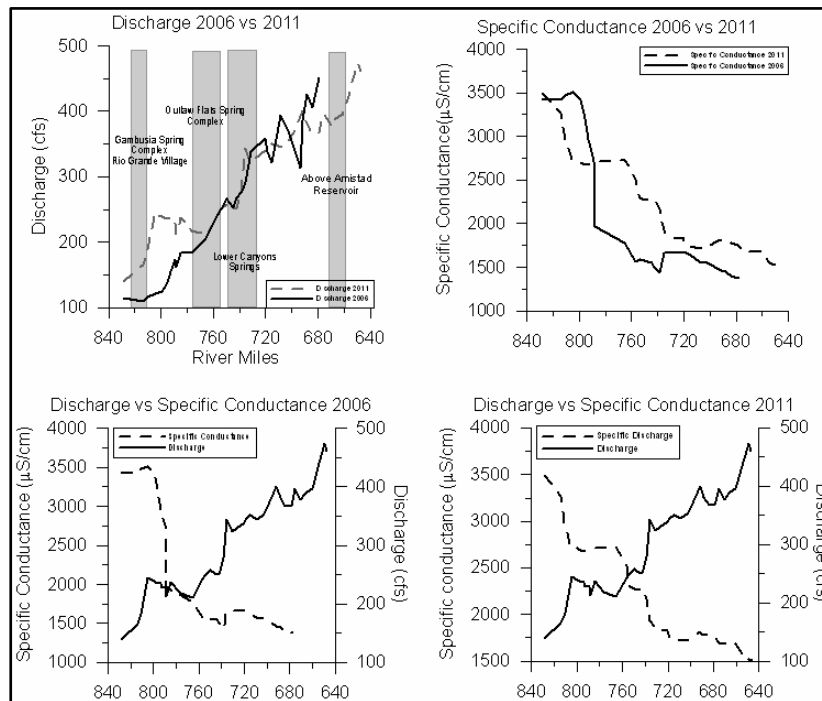 Discharge 2006 vs 2011
500
400
300
200
100
Discharge (cfs)
Gambusia Spring
Complex
Rio Grande Village
Outlaw Flats Spring
Complex
Lower Canyons
Springs
Above Amistad
Reservoir
Discharge 2011
Discharge 2006
840 800 760 720 680 640
River Miles
Specific Conductance 2006 vs 2011
4000
3500
3000
2500
2000
1500
1000
Specific Conductance(µS/cm)
Specific Conductance 2011
Specific Conductance 2006
840 800 760 720 680 640
Discharge vs Specific Conductance 2006
4000
3500
3000
2500
2000
1500
1000
Specific Conductance (µS/cm)
Specific Conductance
Discharge
500
400
300
200
100
Discharge (cfs)
840 800 760 720 680 640
Discharge vs Specific Conductance 2011
4000
3500
3000
2500
2000
1500
Specific conductance (µS/cm)
Specific Discharge
Discharge
500
400
300
200
100
Discharge (cfs)
840 800 760 720 680 640